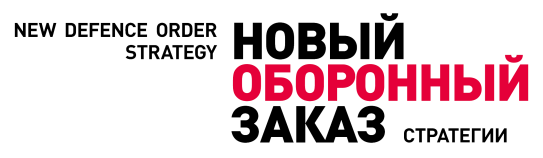 NEW DEFENCE ORDER
STRATEGY
НОВЫЙ
ОБОРОННЫЙ
ЗАКАЗ
СТРАТЕГИИ